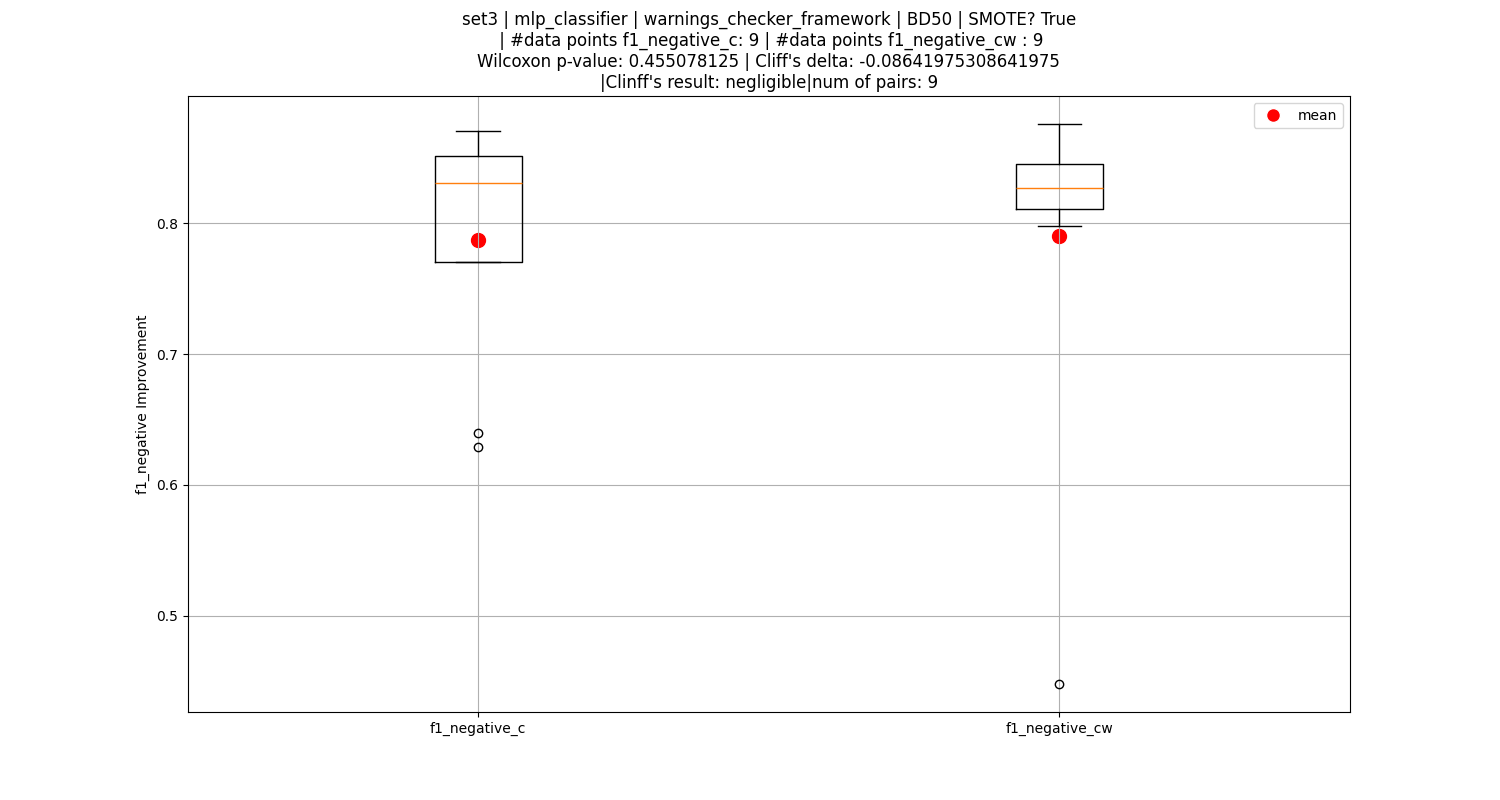 set3 | mlp_classifier | warnings_checker_framework | BD50 | SMOTE? True
| #data points f1_negative_c: 9 | #data points f1_negative_cw : 9
Wilcoxon p-value: 0.455078125 | Cliff's delta: -0.08641975308641975
|Clinff's result: negligible|num of pairs: 9
mean
0.8
0.7
0.6
0.5
f1_negative Improvement
f1_negative_c
f1_negative_cw